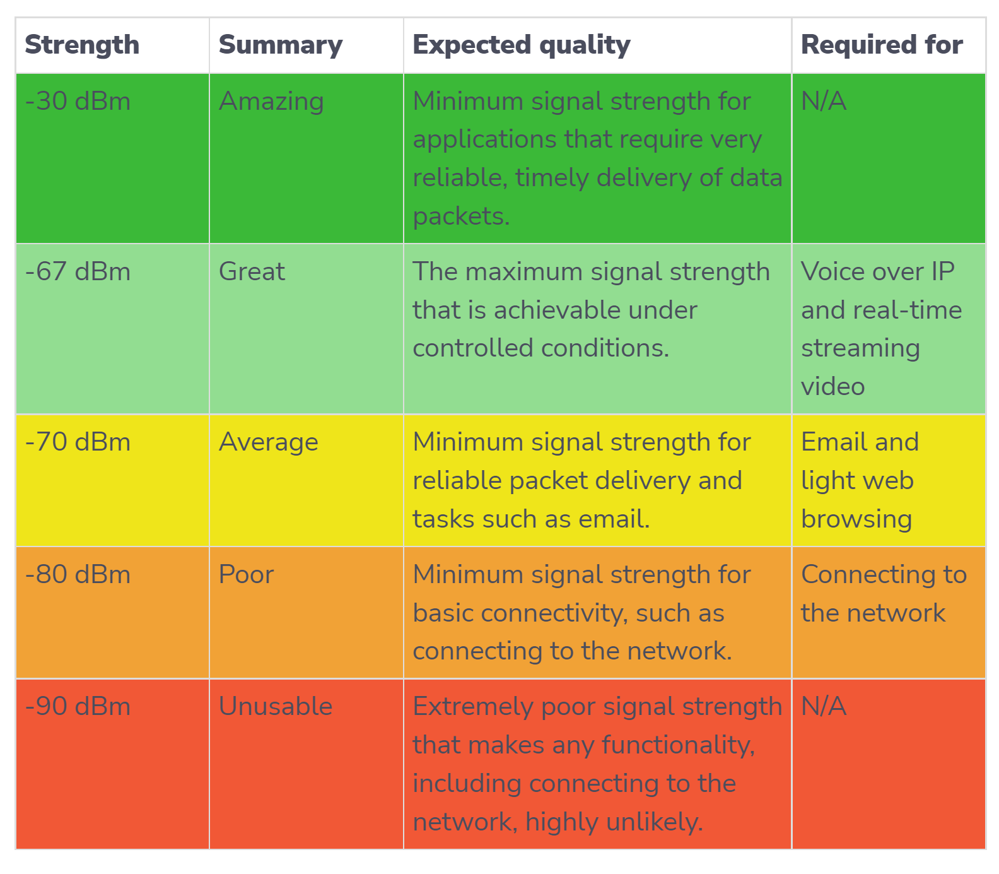 Strength Summary Expected quality Required for
-30 dBm Amazing Minimum signal strength for N/A
applications that require very
reliable, timely delivery of data
packets.
-67 dBm Great The maximum signal strength Voice over IP
that is achievable under and real-time
controlled conditions. streaming
video
-70 dBm Average Minimum signal strength for Email and
reliable packet delivery and light web
tasks such as email. browsing
-80 dBm Poor Minimum signal strength for Connecting to
basic connectivity, such as the network
connecting to the network.
-90 dBm Unusable Extremely poor signal strength N/A
that makes any functionality,
including connecting to the
network, highly unlikely.